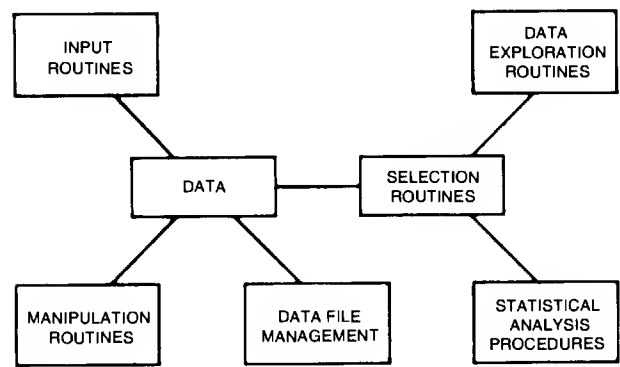 INPUT
ROUTINES
DATA
EXPLORATION
ROUTINES
DATA
SELECTION
ROUTINES
MANIPULATION
ROUTINES
DATA FILE
MANAGEMENT
STATISTICAL
ANALYSIS
PROCEDURES